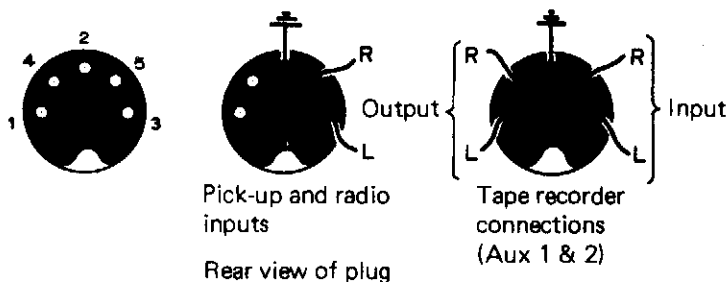 2
4 5
1 3
R
L
Pick-up and radio
inputs
Rear view of plug
Output
R R
L L
Input
Tape recorder
connections
(Aux 1 & 2)